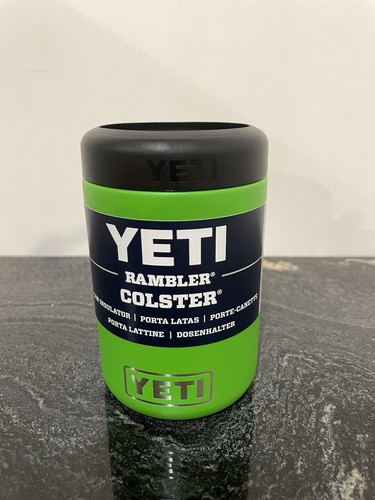 YETI
YETI
RAMBLER®
COLSTER®
INSULATOR | PORTA LATAS | PORTE-CANETTE
PORTA LATTINE | DOSENHALTER
YETI